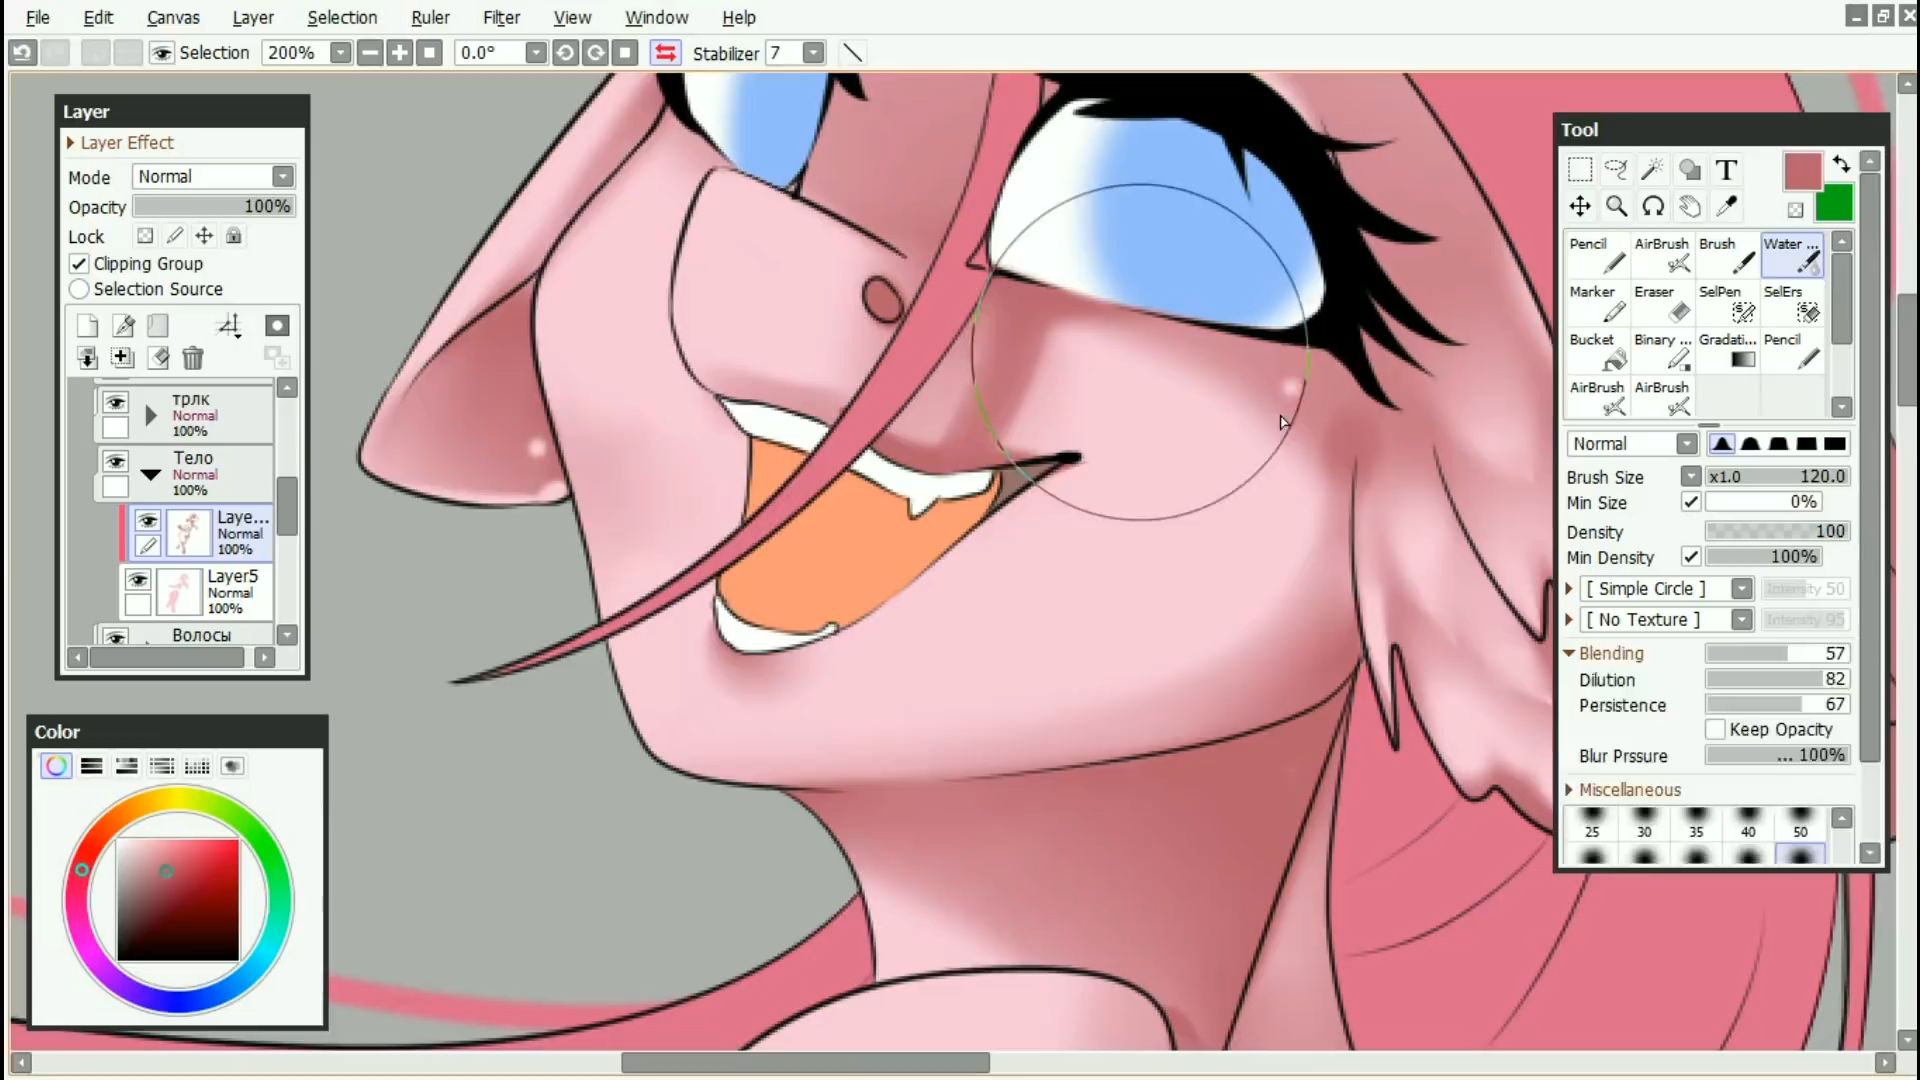 File Edit Canvas Layer Selection Ruler Filter View Window Help
Selection 200% 0.0° Stabilizer 7
Layer
Layer Effect
Mode Normal
Opacity 100%
Lock
Clipping Group
Selection Source
трлк
Normal
100%
Тело
Normal
100%
Laye...
Normal
100%
Layer5
Normal
100%
Волосы
Color
Tool
T
Pencil AirBrush Brush Water ...
Marker Eraser SelPen SelErs
Bucket Binary ... Gradati... Pencil
AirBrush AirBrush
Normal
Brush Size x1.0 120.0
Min Size 0%
Density 100
Min Density 100%
[ Simple Circle ] Intensity 50
[ No Texture ] Intensity 95
Blending 57
Dilution 82
Persistence 67
Keep Opacity
Blur Prssure ... 100%
Miscellaneous
25 30 35 40 50